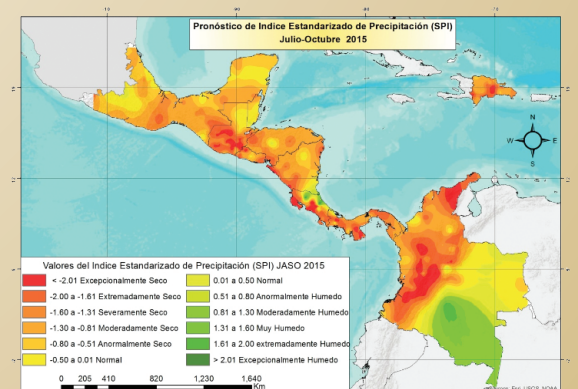 Pronóstico de Indice Estandarizado de Precipitación (SPI)
Julio-Octubre 2015
N
W
E
S
Valores del Indice Estandarizado de Precipitación (SPI) JASO 2015
< -2.01 Excepcionalmente Seco
-2.00 a -1.61 Extremadamente Seco
-1.60 a -1.31 Severamente Seco
-1.30 a -0.81 Moderadamente Seco
-0.80 a -0.51 Anormalmente Seco
-0.50 a 0.01 Normal
0.01 a 0.50 Normal
0.51 a 0.80 Anormalmente Humedo
0.81 a 1.30 Moderadamente Humedo
1.31 a 1.60 Muy Humedo
1.61 a 2.00 extremadamente Humedo
> 2.01 Excepcionalmente Humedo
0 205 410 820 1,230 1,640
Km